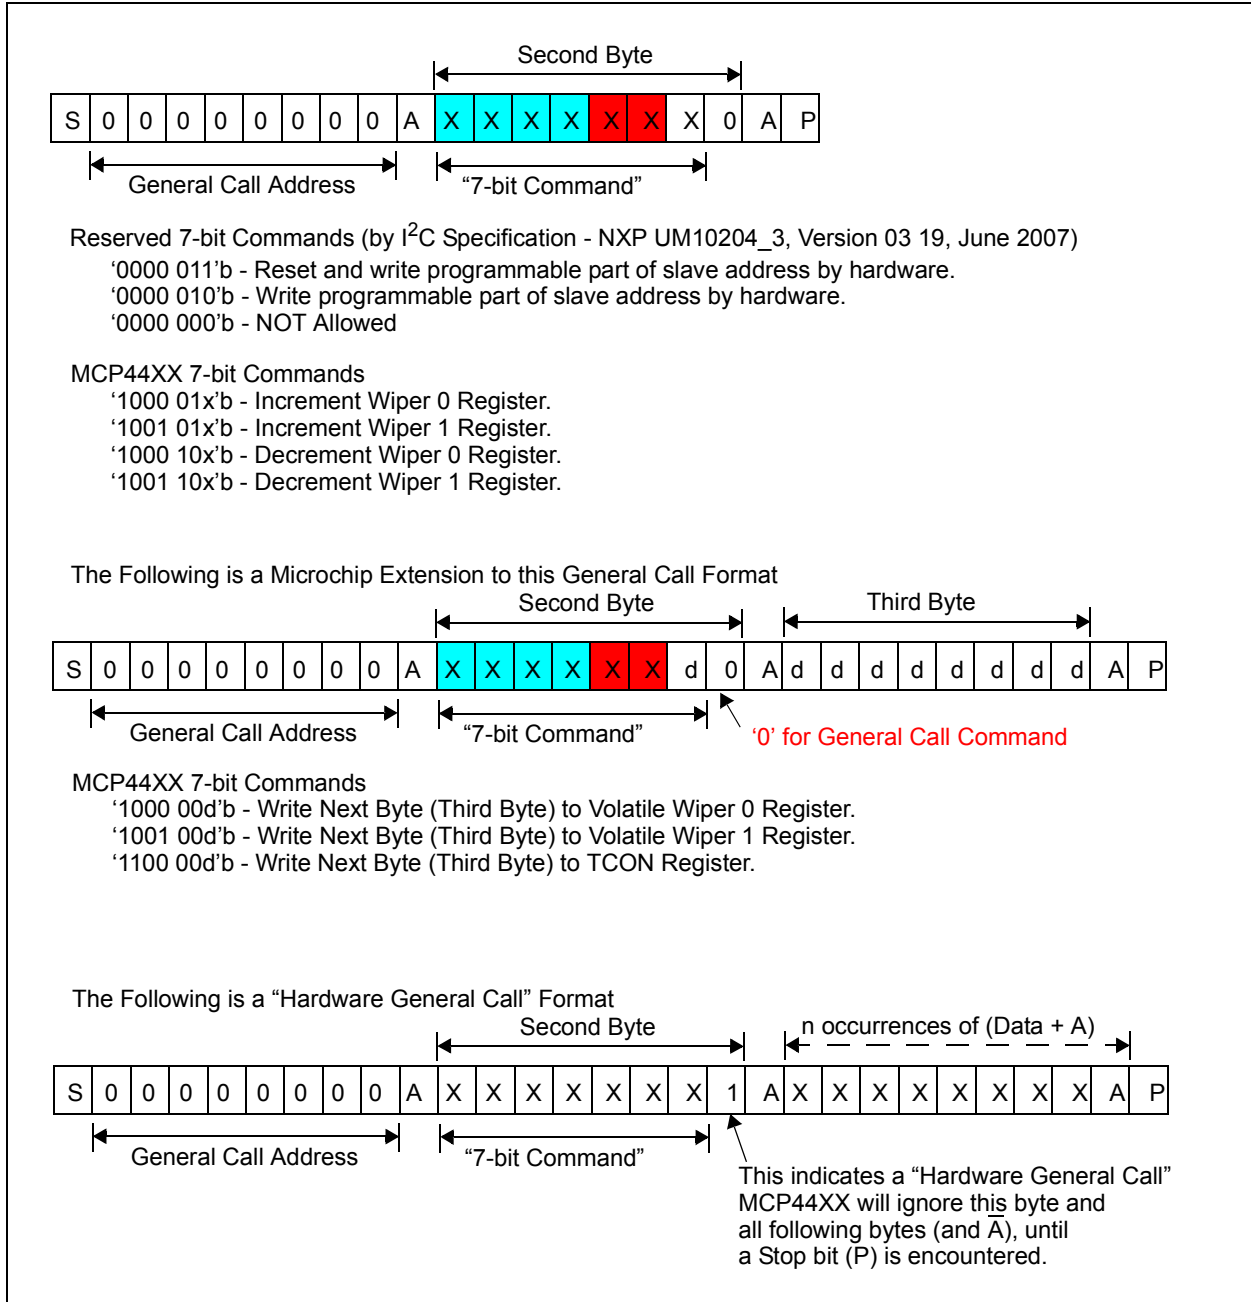 Second Byte
S 0 0 0 0 0 0 0 0 A X X X X X X X 0 A P
General Call Address “7-bit Command”
Reserved 7-bit Commands (by I2C Specification - NXP UM10204_3, Version 03 19, June 2007)
‘0000 011’b - Reset and write programmable part of slave address by hardware.
‘0000 010’b - Write programmable part of slave address by hardware.
‘0000 000’b - NOT Allowed
MCP44XX 7-bit Commands
‘1000 01x’b - Increment Wiper 0 Register.
‘1001 01x’b - Increment Wiper 1 Register.
‘1000 10x’b - Decrement Wiper 0 Register.
‘1001 10x’b - Decrement Wiper 1 Register.
The Following is a Microchip Extension to this General Call Format
Second Byte Third Byte
S 0 0 0 0 0 0 0 0 A X X X X X X d 0 A d d d d d d d d A P
General Call Address “7-bit Command” ‘0’ for General Call Command
MCP44XX 7-bit Commands
‘1000 00d’b - Write Next Byte (Third Byte) to Volatile Wiper 0 Register.
‘1001 00d’b - Write Next Byte (Third Byte) to Volatile Wiper 1 Register.
‘1100 00d’b - Write Next Byte (Third Byte) to TCON Register.
The Following is a “Hardware General Call” Format
Second Byte n occurrences of (Data + A)
S 0 0 0 0 0 0 0 0 A X X X X X X X 1 A X X X X X X X X A P
General Call Address “7-bit Command”
This indicates a “Hardware General Call”
MCP44XX will ignore this byte and
all following bytes (and A̅), until
a Stop bit (P) is encountered.